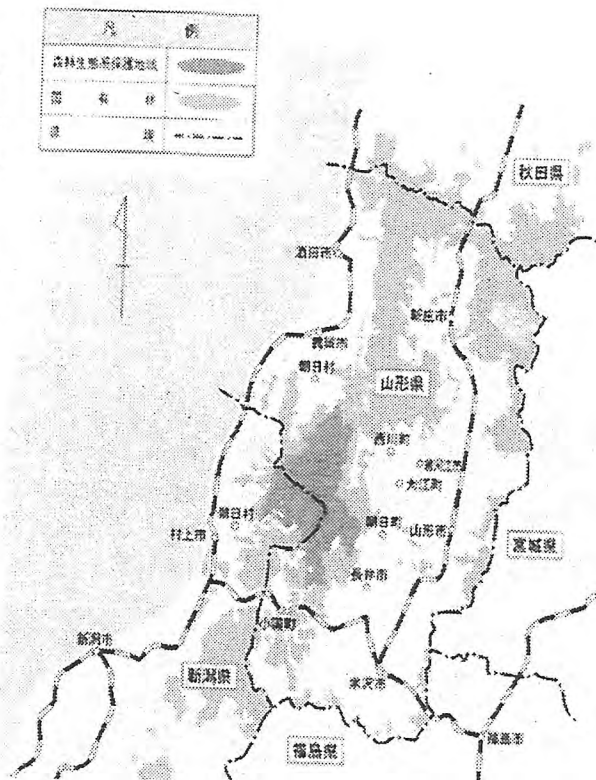 凡 例
森林生態系保護地域
国 有 林
県 境
秋田県
酒田市
新庄市
鶴岡市
朝日村
山形県
西川町
寒河江市
大江町
朝日村
朝日町
山形市
村上市
宮城県
長井市
小国町
新潟市
新潟県
米沢市
福島県
福島市